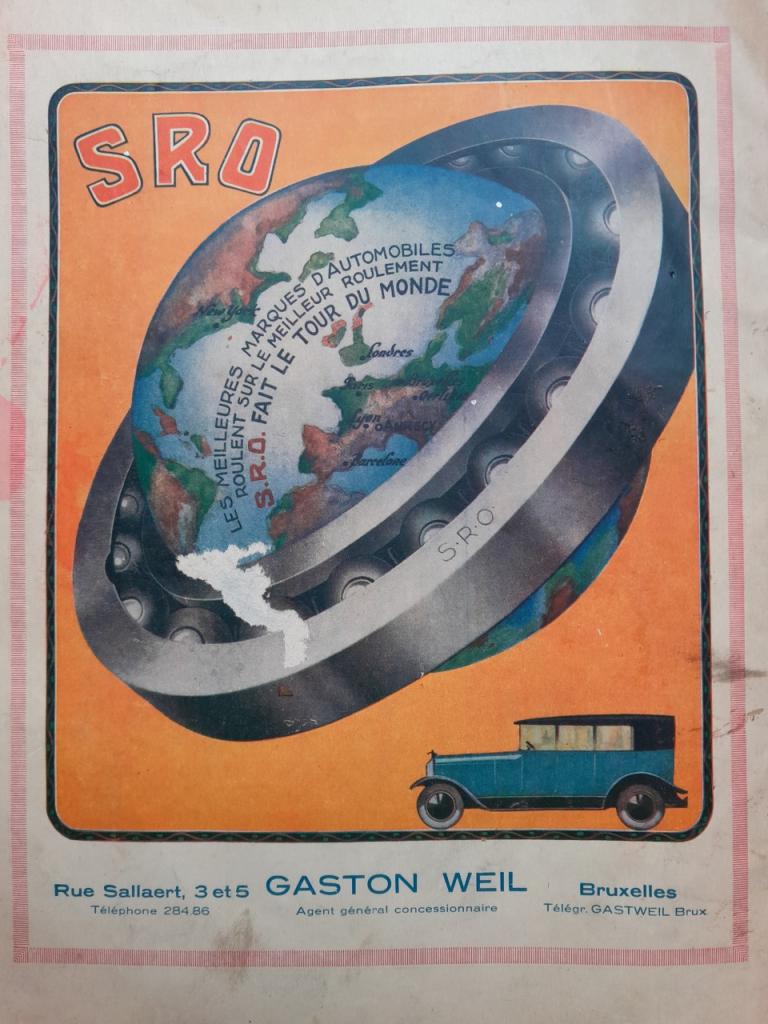 SRO
LES MEILLEURES MARQUES D'AUTOMOBILES
ROULENT SUR LE MEILLEUR ROULEMENT
S.R.O. FAIT LE TOUR DU MONDE
New York
Londres
Paris
Oerlikon
Lyon ANNECY
Barcelone
S·R·O·
Rue Sallaert, 3 et 5 GASTON WEIL Bruxelles
Téléphone 284.86 Agent général concessionnaire Télégr. GASTWEIL Brux